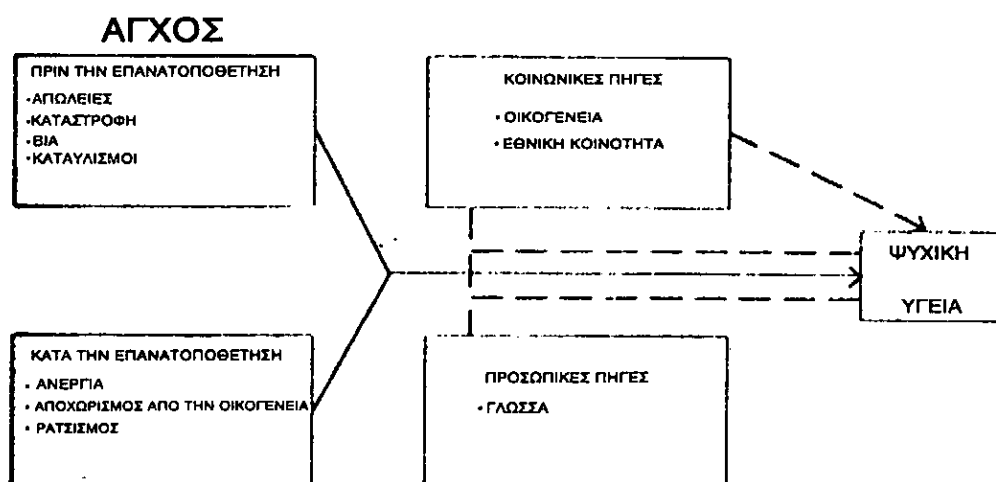 ΑΓΧΟΣ
ΠΡΙΝ ΤΗΝ ΕΠΑΝΑΤΟΠΟΘΕΤΗΣΗ
•ΑΠΩΛΕΙΕΣ
•ΚΑΤΑΣΤΡΟΦΗ
•ΒΙΑ
•ΚΑΤΑΥΛΙΣΜΟΙ
ΚΟΙΝΩΝΙΚΕΣ ΠΗΓΕΣ
• ΟΙΚΟΓΕΝΕΙΑ
• ΕΘΝΙΚΗ ΚΟΙΝΟΤΗΤΑ
ΨΥΧΙΚΗ
ΥΓΕΙΑ
ΚΑΤΑ ΤΗΝ ΕΠΑΝΑΤΟΠΟΘΕΤΗΣΗ
• ΑΝΕΡΓΙΑ
• ΑΠΟΧΩΡΙΣΜΟΣ ΑΠΟ ΤΗΝ ΟΙΚΟΓΕΝΕΙΑ
• ΡΑΤΣΙΣΜΟΣ
ΠΡΟΣΩΠΙΚΕΣ ΠΗΓΕΣ
• ΓΛΩΣΣΑ